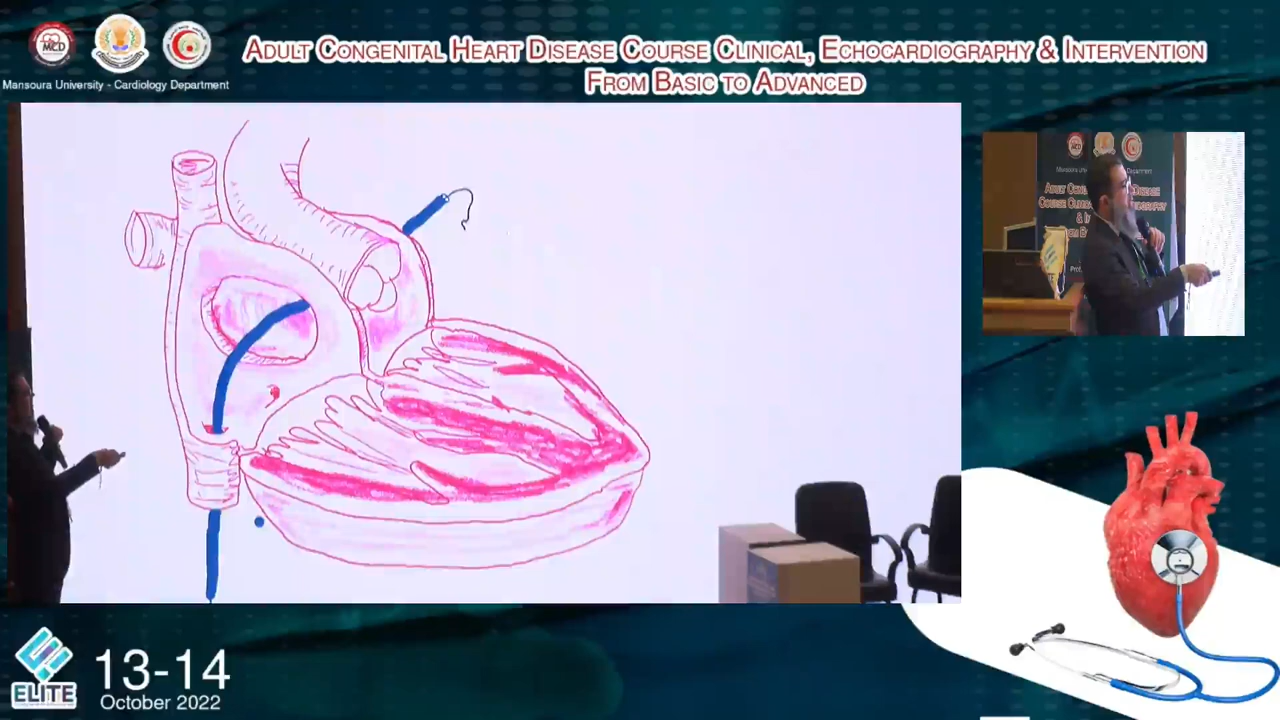 MCD
ADULT CONGENITAL HEART DISEASE COURSE CLINICAL, ECHOCARDIOGRAPHY & INTERVENTION
FROM BASIC TO ADVANCED
Mansoura University - Cardiology Department
ELITE
13-14
October 2022